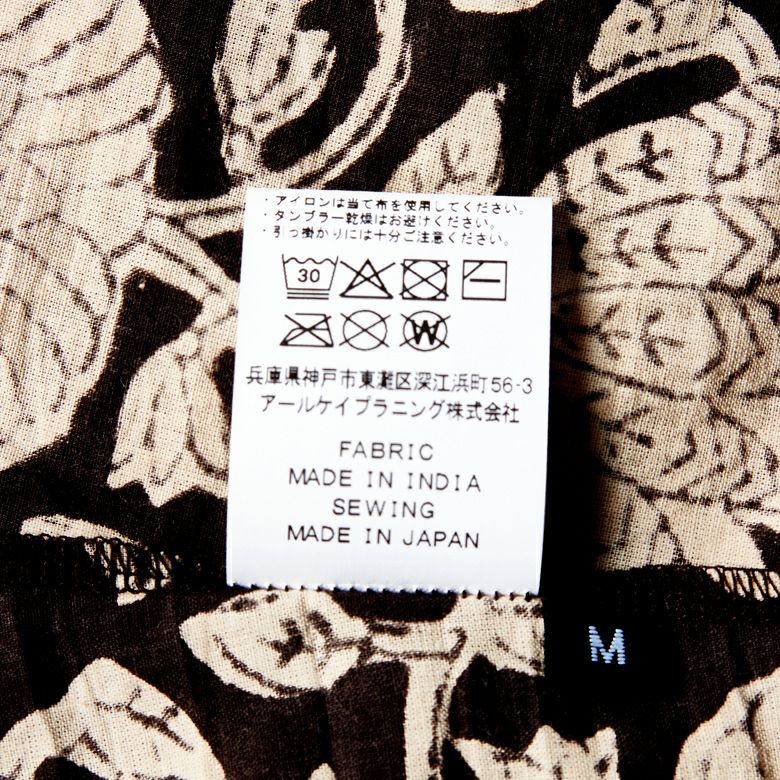 ・アイロンは当て布を使用してください。
・タンブラー乾燥はお避けください。
・引っ掛かりには十分ご注意ください。
30
W
兵庫県神戸市東灘区深江浜町56-3
アールケイプラニング株式会社
FABRIC
MADE IN INDIA
SEWING
MADE IN JAPAN
M